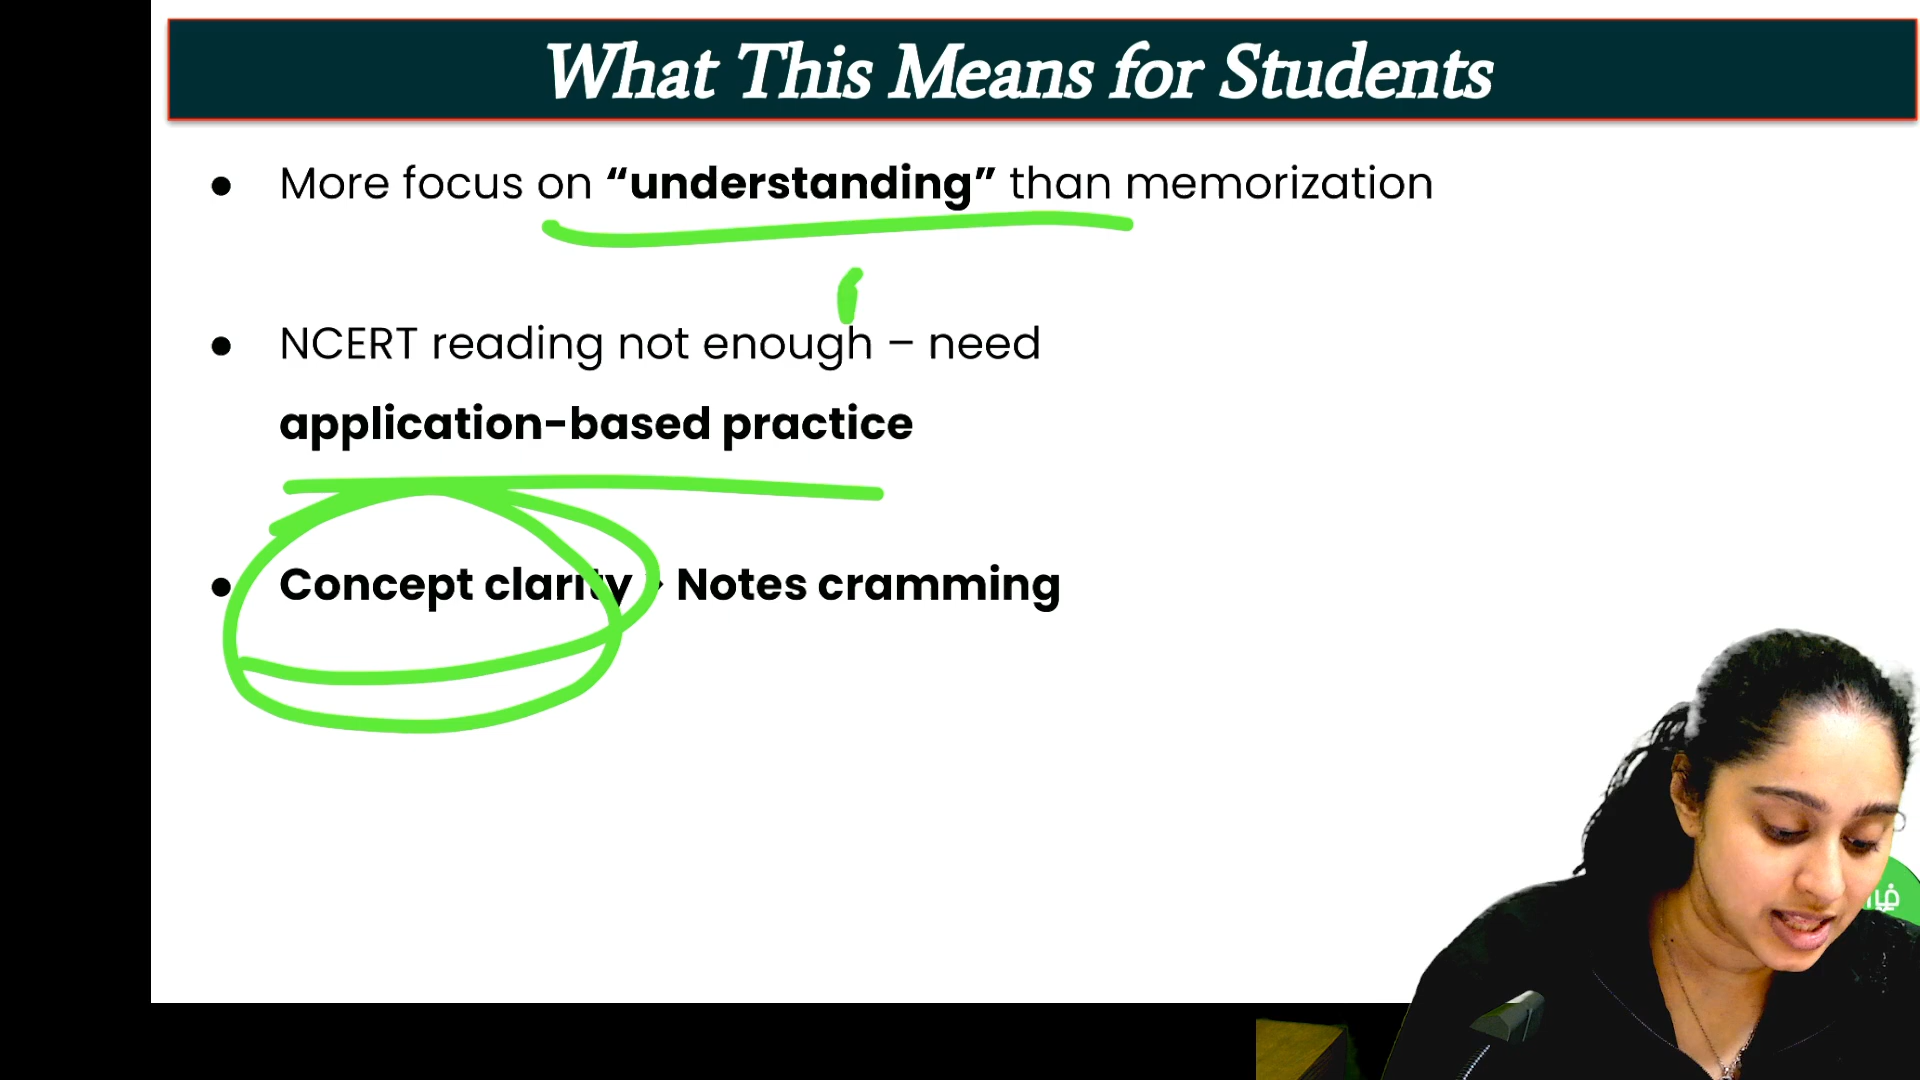 What This Means for Students
● More focus on “understanding” than memorization
● NCERT reading not enough – need
application-based practice
● Concept clarity > Notes cramming